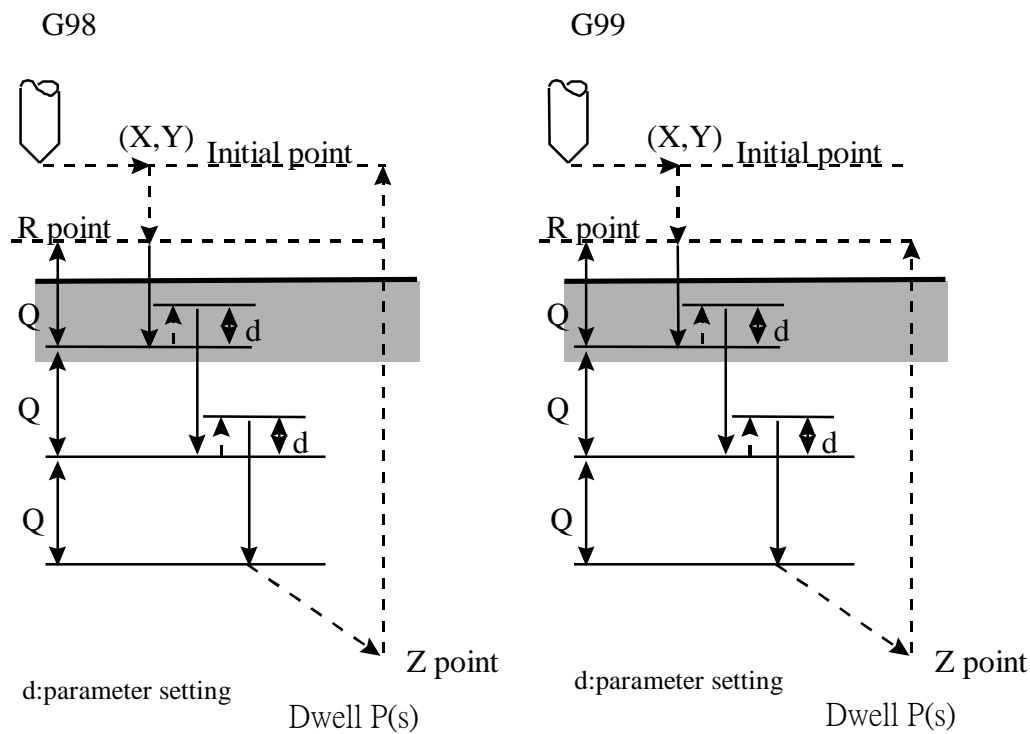 G98
(X,Y)
Initial point
R point
Q
d
Q
d
Q
Z point
d:parameter setting
Dwell P(s)
G99
(X,Y)
Initial point
R point
Q
d
Q
d
Q
Z point
d:parameter setting
Dwell P(s)